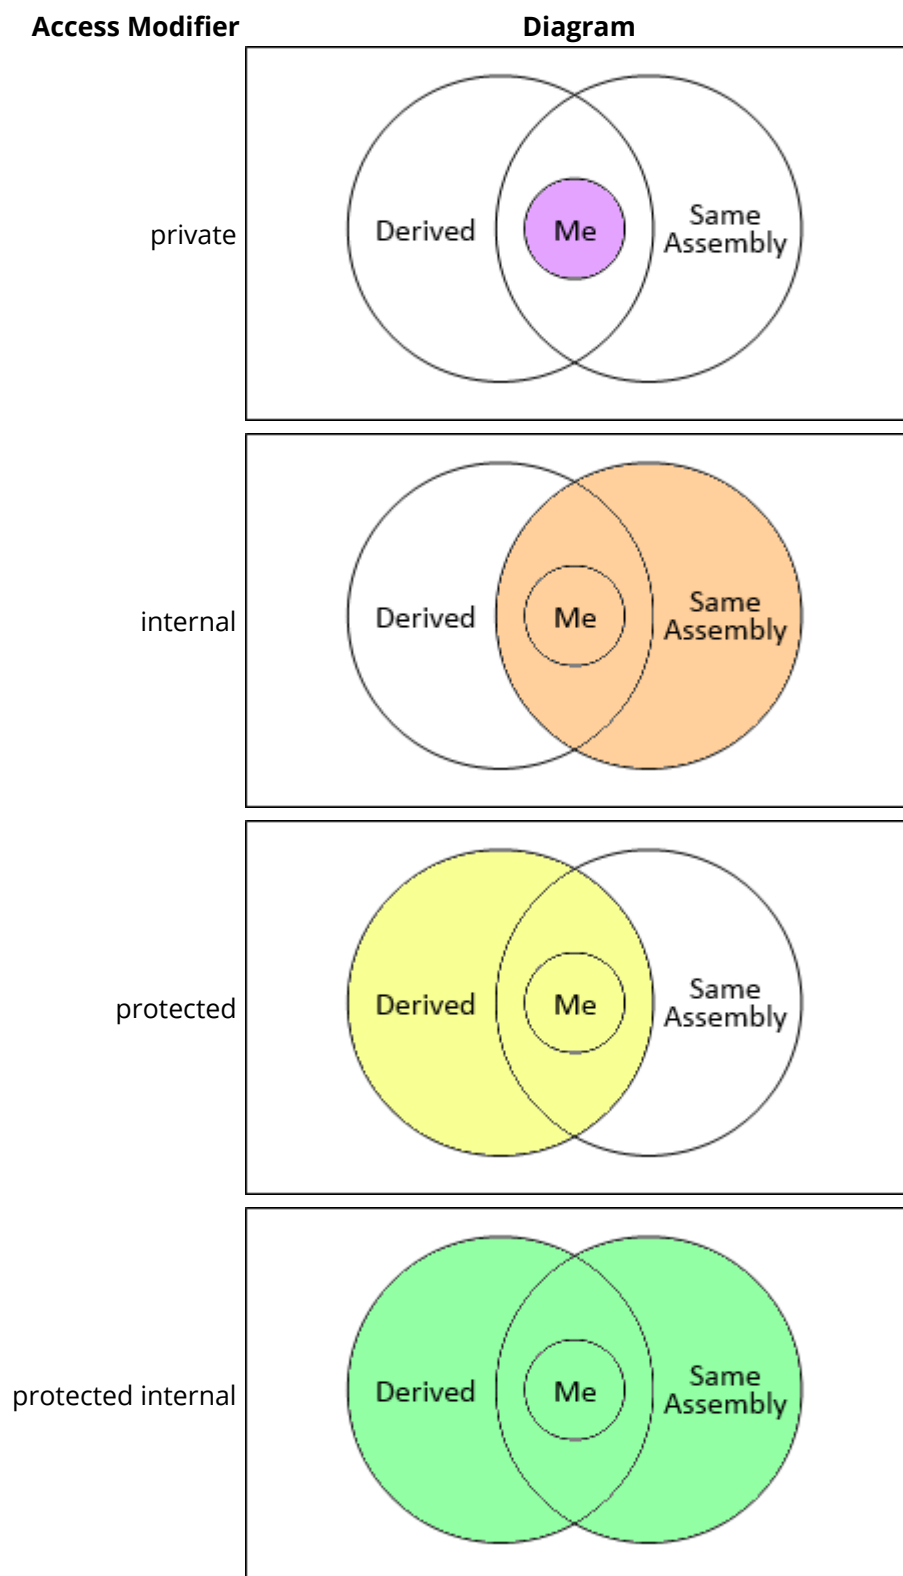 Access Modifier Diagram
private
Derived
Me
Same
Assembly
internal
Derived
Me
Same
Assembly
protected
Derived
Me
Same
Assembly
protected internal
Derived
Me
Same
Assembly